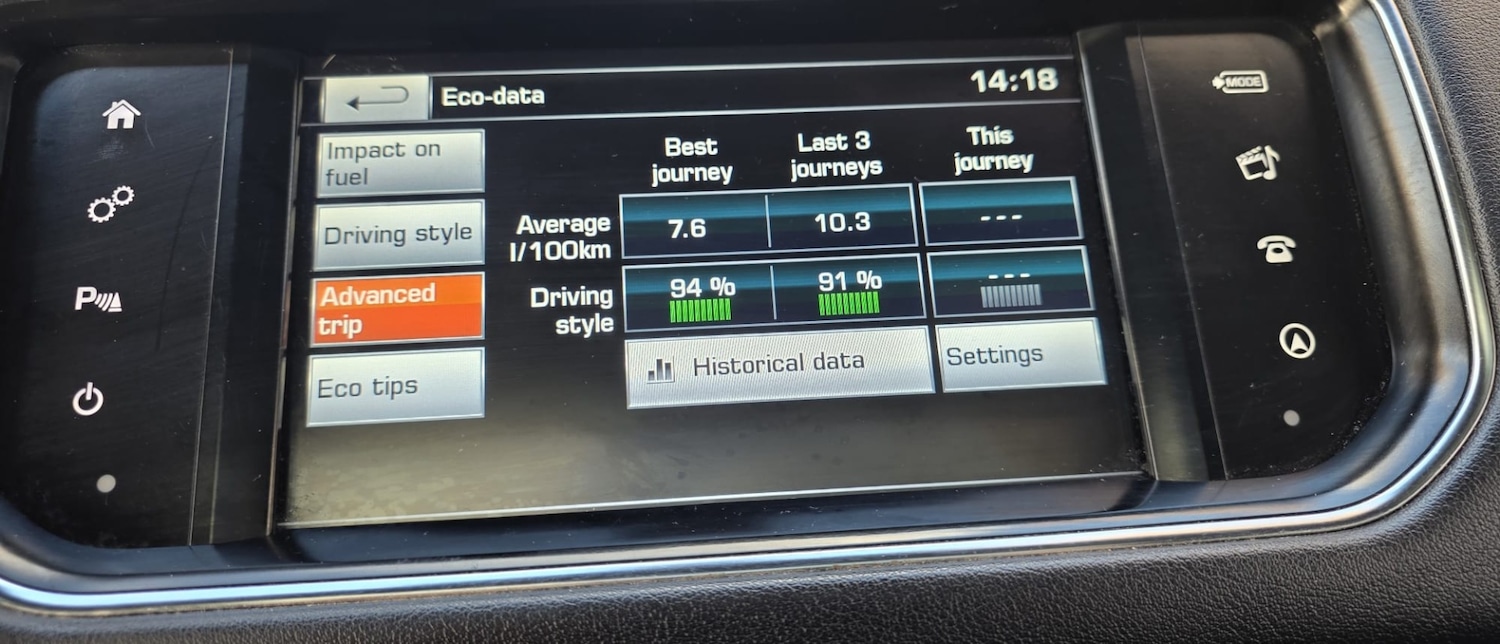 Eco-data
14:18
MODE
Impact on
fuel
Driving style
Advanced
trip
Eco tips
Best
journey
Last 3
journeys
This
journey
Average
l/100km
7.6
10.3
---
Driving
style
94 %
91 %
---
Historical data
Settings
P